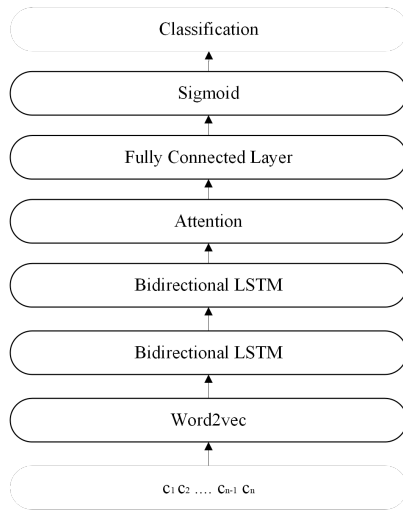 Classification
Sigmoid
Fully Connected Layer
Attention
Bidirectional LSTM
Bidirectional LSTM
Word2vec
c₁ c₂ .... cₙ₋₁ cₙ